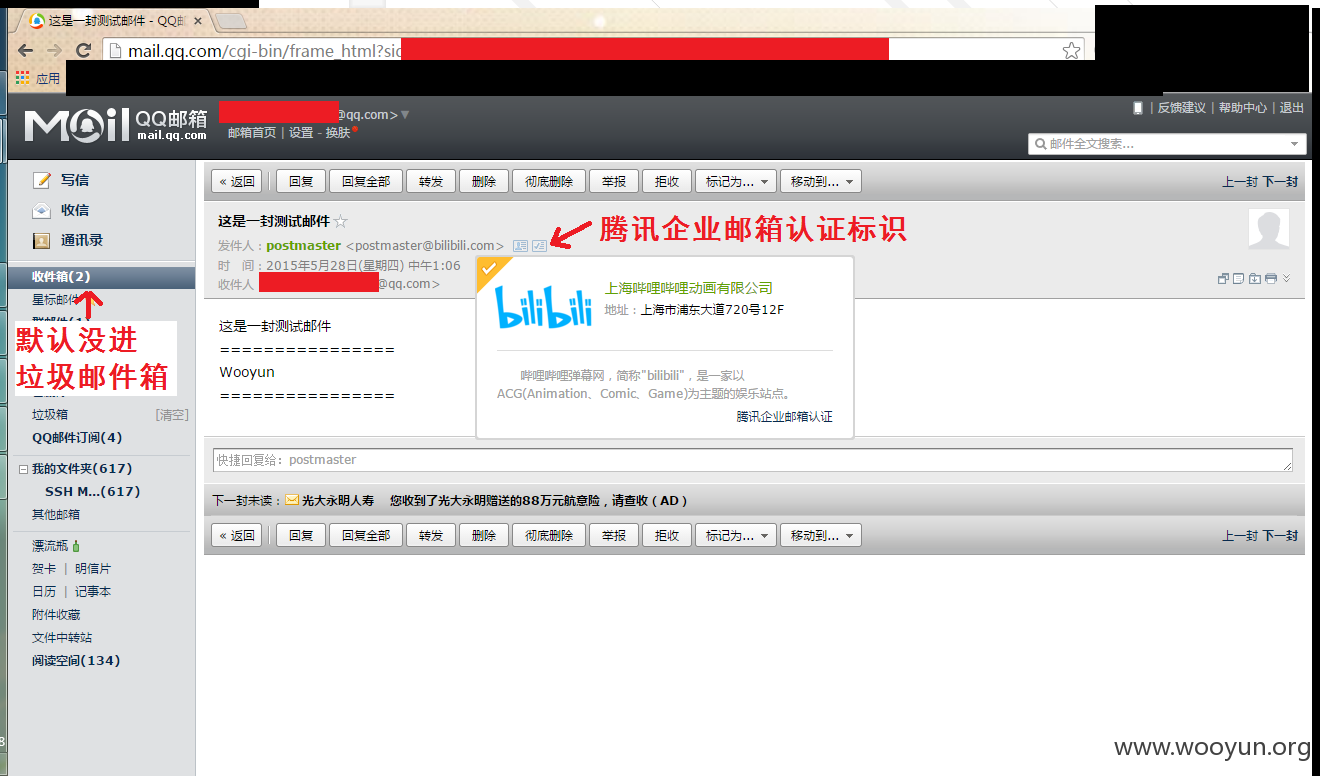 这是一封测试邮件 - QQ邮
mail.qq.com/cgi-bin/frame_html?sid
应用
Mail QQ邮箱
mail.qq.com
@qq.com>
邮箱首页 | 设置 - 换肤
| 反馈建议 | 帮助中心 | 退出
邮件全文搜索...
写信
收信
通讯录
收件箱(2)
星标邮件
默认没进
垃圾邮件箱
垃圾箱 [清空]
QQ邮件订阅(4)
我的文件夹(617)
SSH M...(617)
其他邮箱
漂流瓶
贺卡 | 明信片
日历 | 记事本
附件收藏
文件中转站
阅读空间(134)
« 返回 回复 回复全部 转发 删除 彻底删除 举报 拒收 标记为... 移动到... 上一封 下一封
这是一封测试邮件
发件人：postmaster <postmaster@bilibili.com>
腾讯企业邮箱认证标识
时 间：2015年5月28日(星期四) 中午1:06
收件人 @qq.com>
这是一封测试邮件
================
Wooyun
================
bilibili
上海哔哩哔哩动画有限公司
地址：上海市浦东大道720号12F
哔哩哔哩弹幕网，简称"bilibili"，是一家以
ACG(Animation、Comic、Game)为主题的娱乐站点。
腾讯企业邮箱认证
快捷回复给：postmaster
下一封未读： 光大永明人寿 您收到了光大永明赠送的88万元航意险，请查收（AD）
« 返回 回复 回复全部 转发 删除 彻底删除 举报 拒收 标记为... 移动到... 上一封 下一封
www.wooyun.org